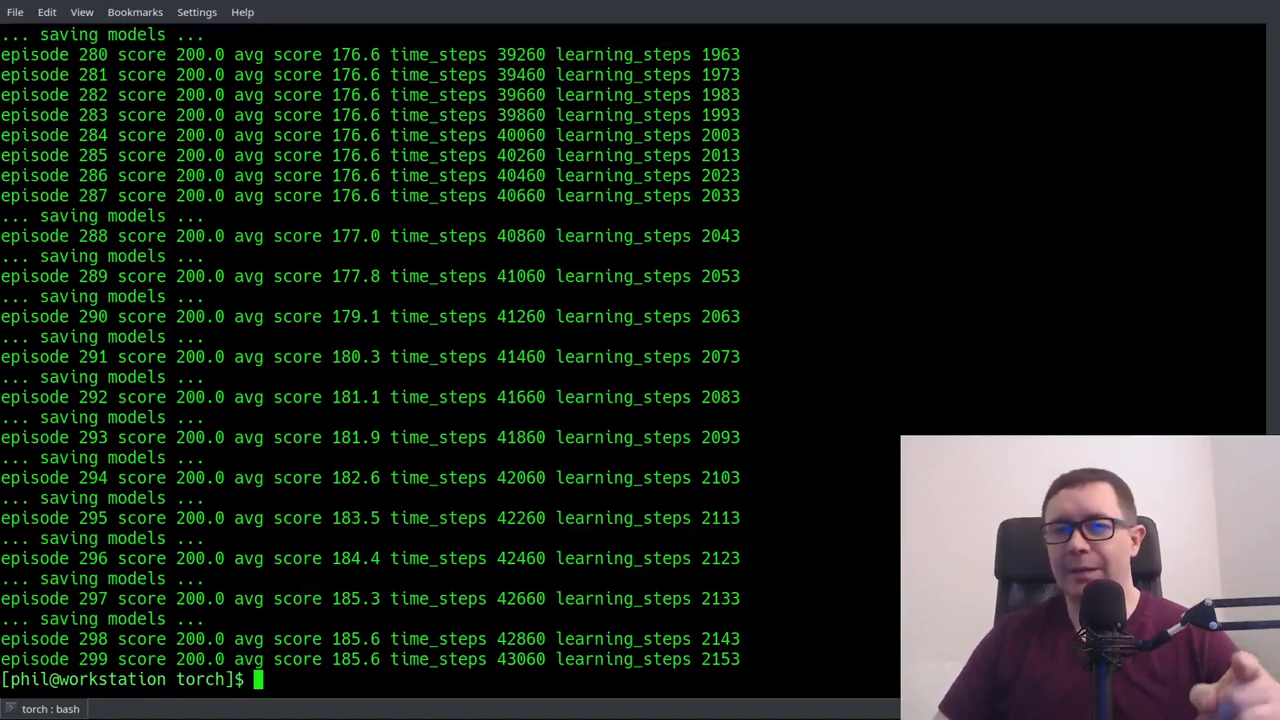 File Edit View Bookmarks Settings Help
... saving models ...
episode 280 score 200.0 avg score 176.6 time_steps 39260 learning_steps 1963
episode 281 score 200.0 avg score 176.6 time_steps 39460 learning_steps 1973
episode 282 score 200.0 avg score 176.6 time_steps 39660 learning_steps 1983
episode 283 score 200.0 avg score 176.6 time_steps 39860 learning_steps 1993
episode 284 score 200.0 avg score 176.6 time_steps 40060 learning_steps 2003
episode 285 score 200.0 avg score 176.6 time_steps 40260 learning_steps 2013
episode 286 score 200.0 avg score 176.6 time_steps 40460 learning_steps 2023
episode 287 score 200.0 avg score 176.6 time_steps 40660 learning_steps 2033
... saving models ...
episode 288 score 200.0 avg score 177.0 time_steps 40860 learning_steps 2043
... saving models ...
episode 289 score 200.0 avg score 177.8 time_steps 41060 learning_steps 2053
... saving models ...
episode 290 score 200.0 avg score 179.1 time_steps 41260 learning_steps 2063
... saving models ...
episode 291 score 200.0 avg score 180.3 time_steps 41460 learning_steps 2073
... saving models ...
episode 292 score 200.0 avg score 181.1 time_steps 41660 learning_steps 2083
... saving models ...
episode 293 score 200.0 avg score 181.9 time_steps 41860 learning_steps 2093
... saving models ...
episode 294 score 200.0 avg score 182.6 time_steps 42060 learning_steps 2103
... saving models ...
episode 295 score 200.0 avg score 183.5 time_steps 42260 learning_steps 2113
... saving models ...
episode 296 score 200.0 avg score 184.4 time_steps 42460 learning_steps 2123
... saving models ...
episode 297 score 200.0 avg score 185.3 time_steps 42660 learning_steps 2133
... saving models ...
episode 298 score 200.0 avg score 185.6 time_steps 42860 learning_steps 2143
episode 299 score 200.0 avg score 185.6 time_steps 43060 learning_steps 2153
[phil@workstation torch]$
torch : bash